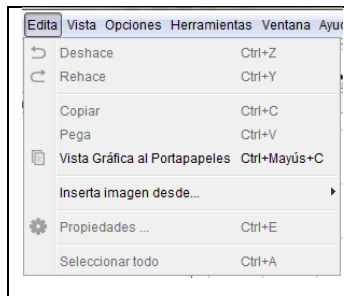 Edita Vista Opciones Herramientas Ventana
Deshace Ctrl+Z
Rehace Ctrl+Y
Copiar Ctrl+C
Pega Ctrl+V
Vista Gráfica al Portapapeles Ctrl+Mayús+C
Inserta imagen desde...
Propiedades ... Ctrl+E
Seleccionar todo Ctrl+A